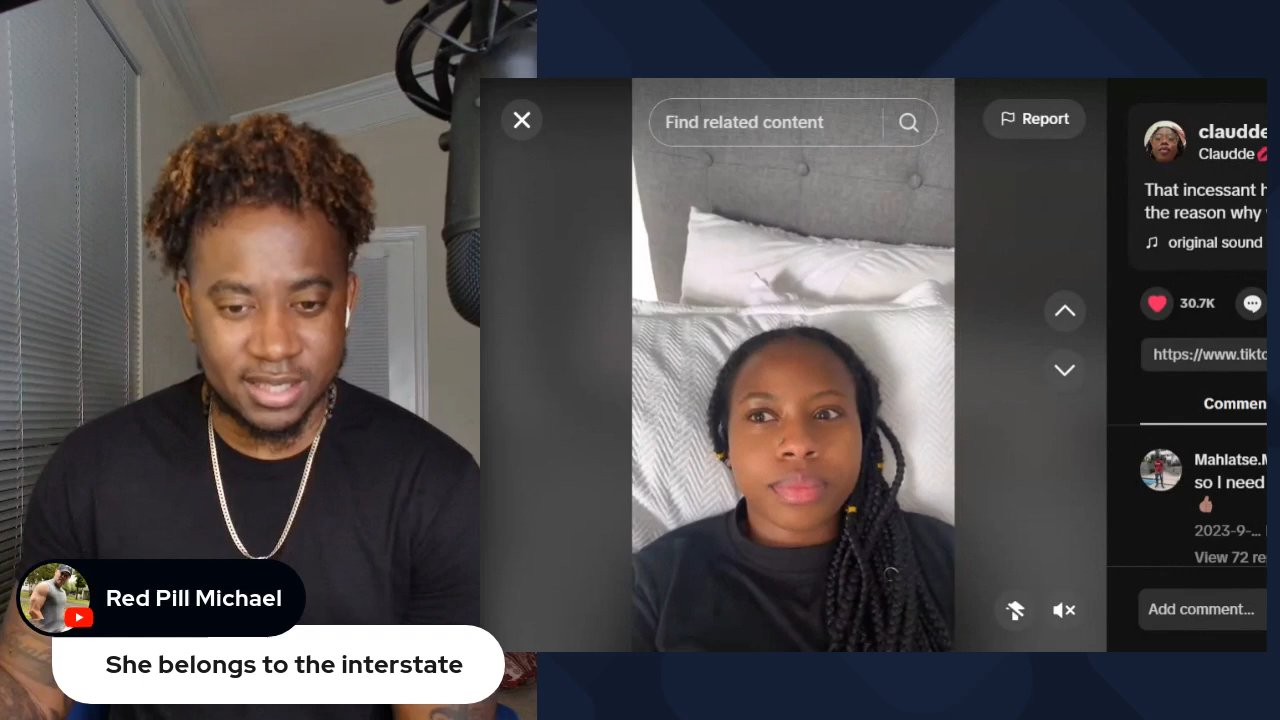 Find related content
Report
claudde
Claudde
That incessant h
the reason why
original sound
30.7K
https://www.tikto
Commen
Mahlatse.M
so I need
2023-9-...
View 72 re
Add comment...
Red Pill Michael
She belongs to the interstate